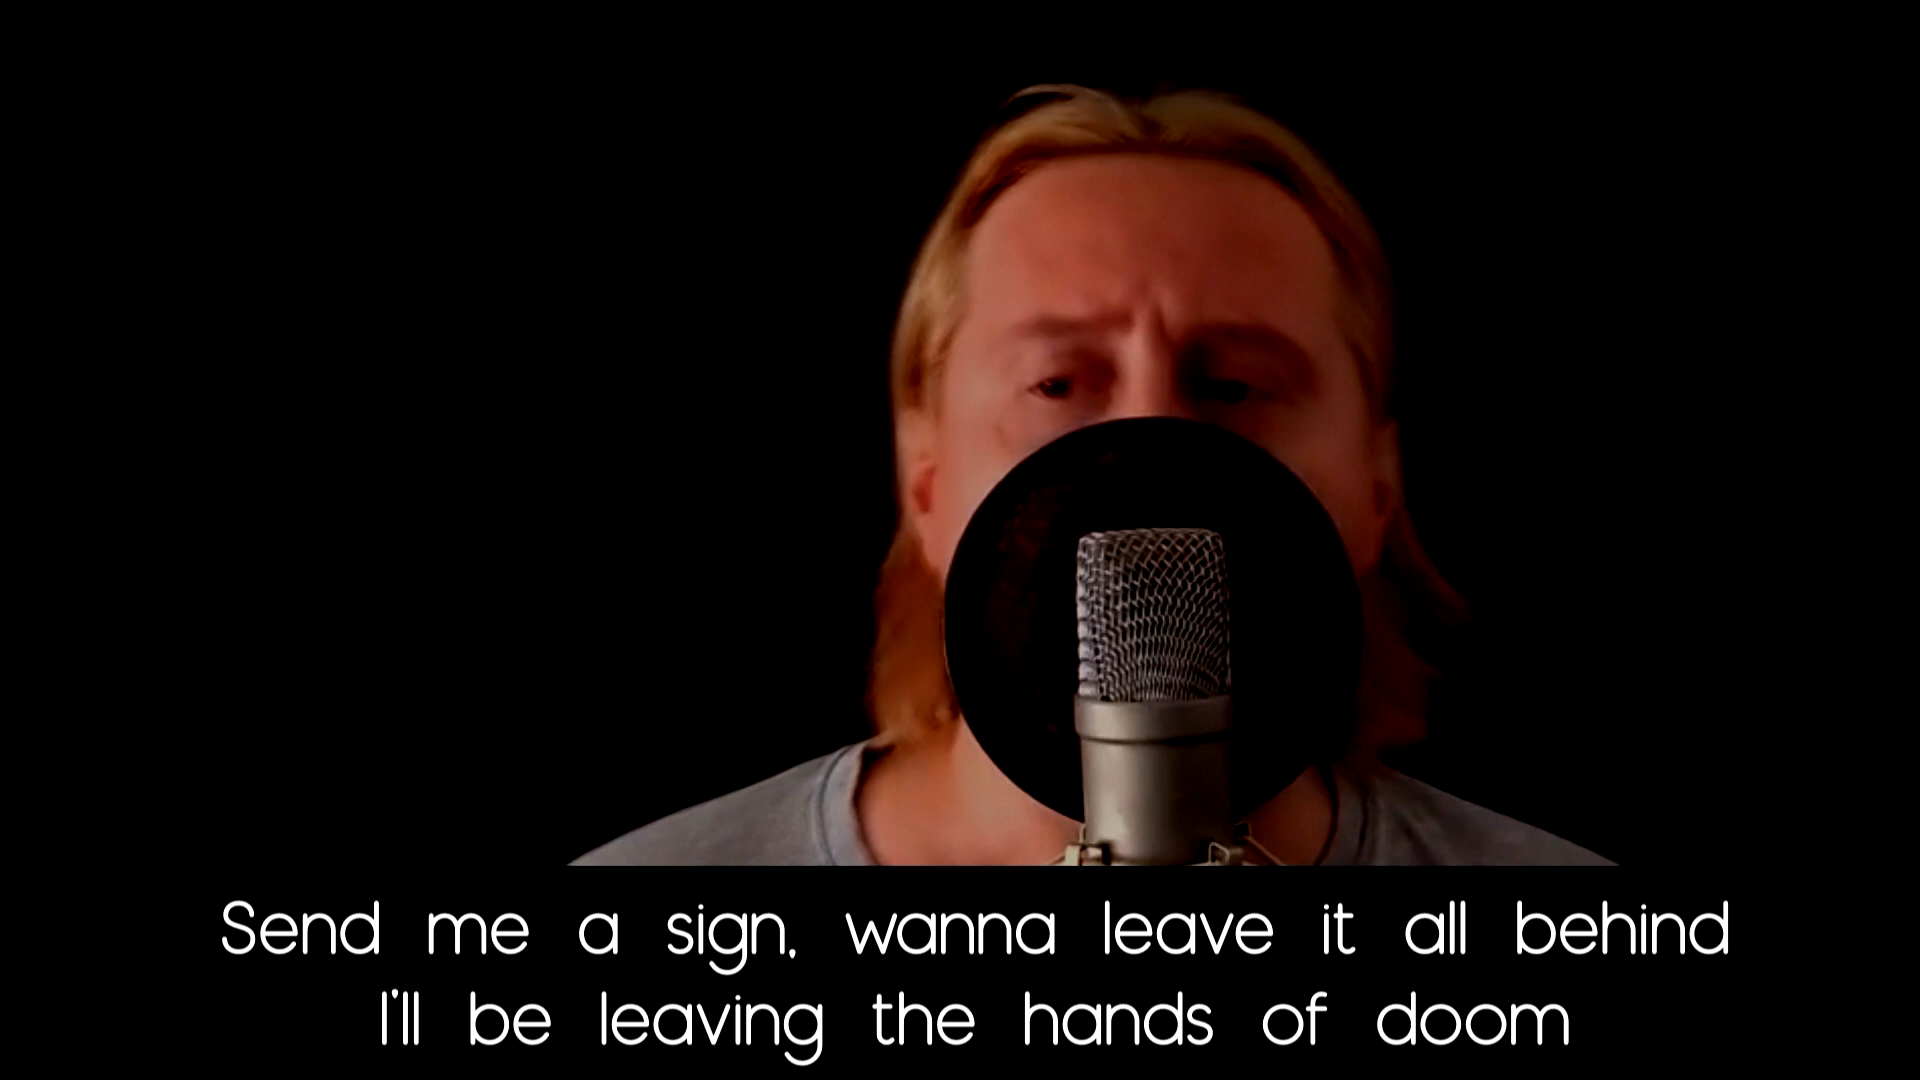 Send me a sign, wanna leave it all behind
I'll be leaving the hands of doom